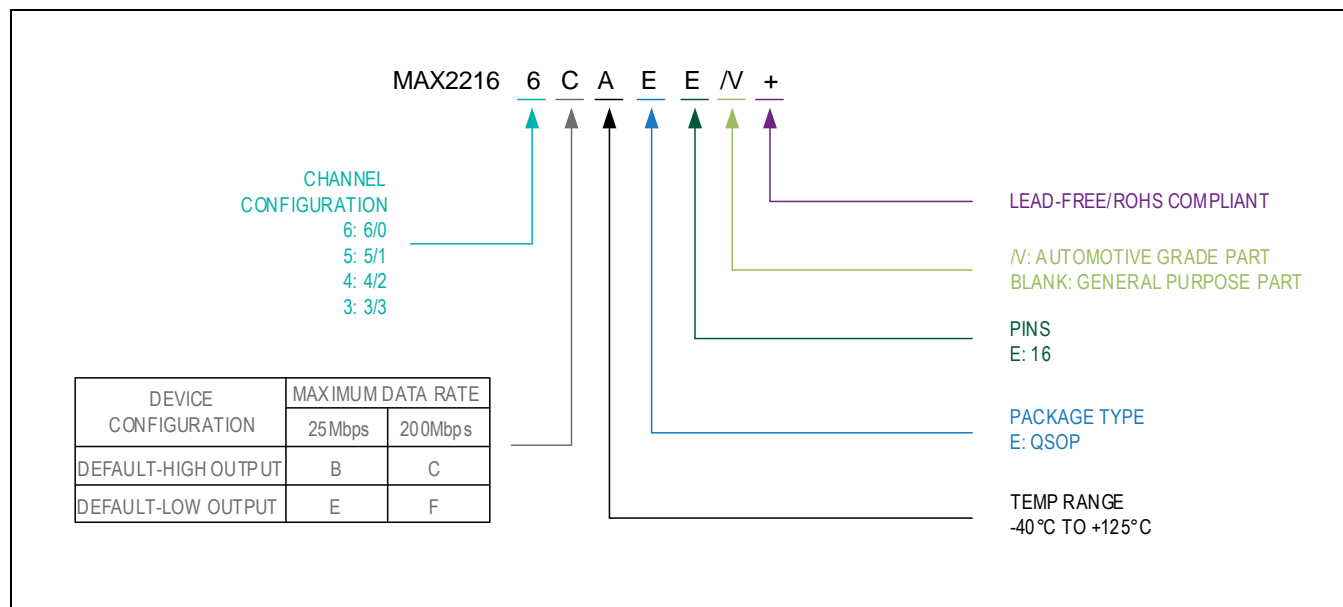 MAX2216 6 C A E E /V +
CHANNEL
CONFIGURATION
6: 6/0
5: 5/1
4: 4/2
3: 3/3
LEAD-FREE/ROHS COMPLIANT
/V: AUTOMOTIVE GRADE PART
BLANK: GENERAL PURPOSE PART
PINS
E: 16
PACKAGE TYPE
E: QSOP
TEMP RANGE
-40°C TO +125°C
DEVICE
CONFIGURATION
MAXIMUM DATA RATE
25Mbps 200Mbps
DEFAULT-HIGH OUTPUT B C
DEFAULT-LOW OUTPUT E F